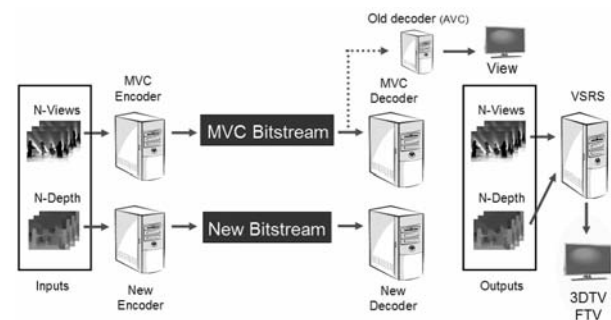 Old decoder (AVC)
View
MVC
Encoder
MVC
Decoder
VSRS
N-Views
MVC Bitstream
N-Views
N-Depth
New Bitstream
N-Depth
Inputs
New
Encoder
New
Decoder
Outputs
3DTV
FTV